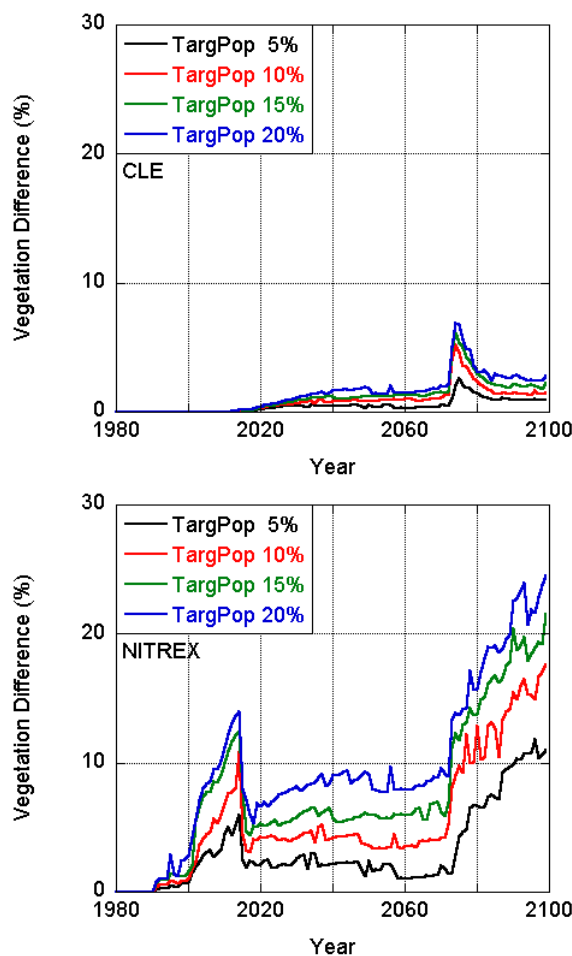 30
20
10
0
Vegetation Difference (%)
TargPop 5%
TargPop 10%
TargPop 15%
TargPop 20%
CLE
1980 2020 2060 2100
Year
30
20
10
0
Vegetation Difference (%)
TargPop 5%
TargPop 10%
TargPop 15%
TargPop 20%
NITREX
1980 2020 2060 2100
Year